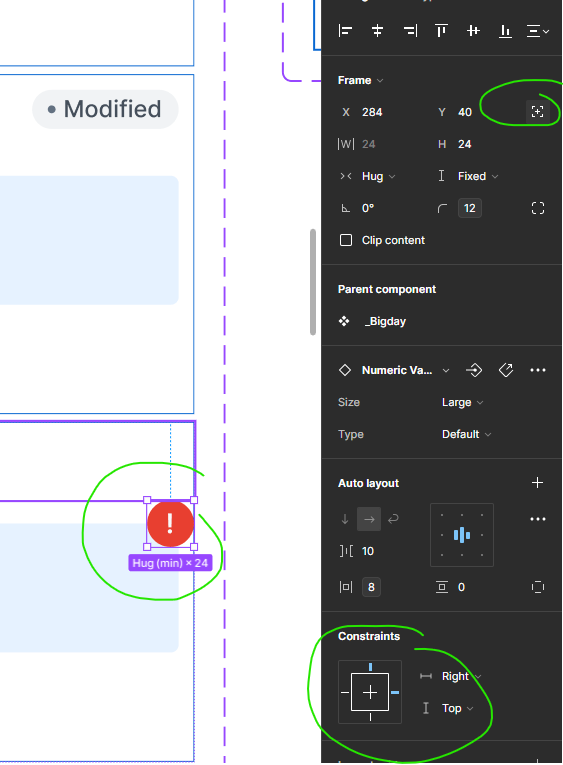 • Modified
Frame
X 284 Y 40
W 24 H 24
Hug Fixed
0° 12
Clip content
Parent component
_Bigday
Numeric Va...
Size Large
Type Default
Auto layout
10
8 0
!
Hug (min) × 24
Constraints
Right
Top